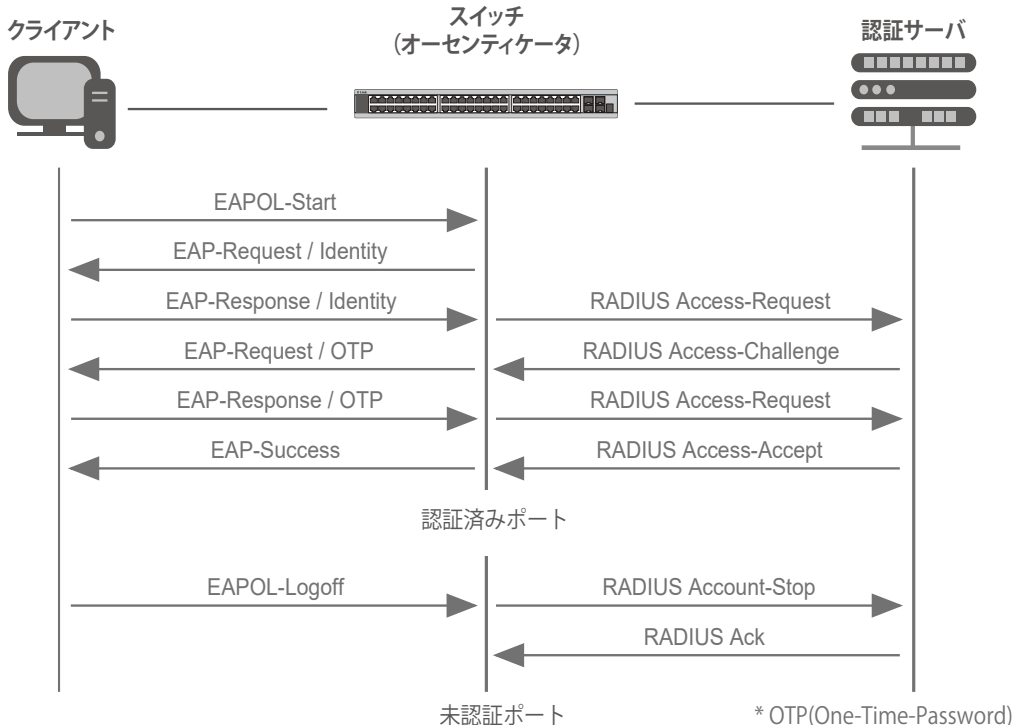 クライアント
スイッチ
(オーセンティケータ)
認証サーバ
EAPOL-Start
EAP-Request / Identity
EAP-Response / Identity
RADIUS Access-Request
EAP-Request / OTP
RADIUS Access-Challenge
EAP-Response / OTP
RADIUS Access-Request
EAP-Success
RADIUS Access-Accept
認証済みポート
EAPOL-Logoff
RADIUS Account-Stop
RADIUS Ack
未認証ポート
* OTP(One-Time-Password)